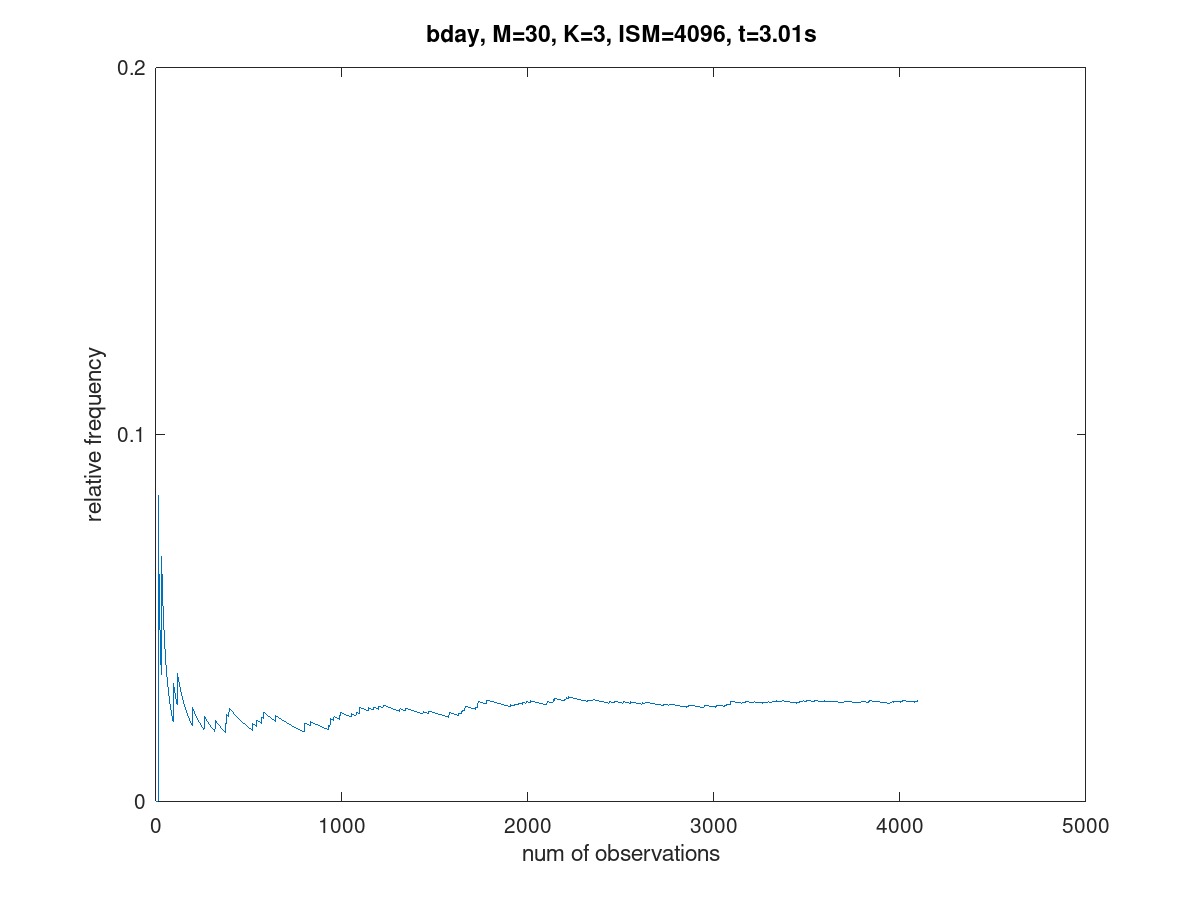 bday, M=30, K=3, ISM=4096, t=3.01s
0.2
0.1
0
relative frequency
0 1000 2000 3000 4000 5000
num of observations